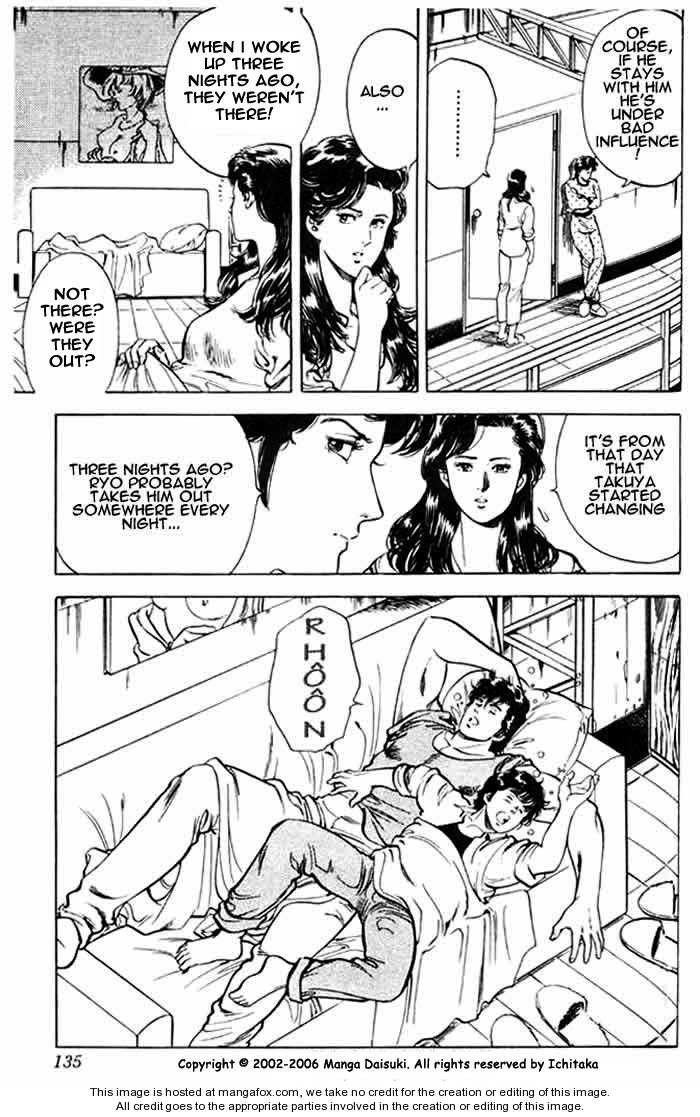 OF
COURSE,
IF HE
STAYS
WITH HIM
HE'S
UNDER
BAD
INFLUENCE
!
.........
ALSO
...
WHEN I WOKE
UP THREE
NIGHTS AGO,
THEY WEREN'T
THERE!
NOT
THERE?
WERE
THEY
OUT?
IT'S FROM
THAT DAY
THAT
TAKUYA
STARTED
CHANGING
THREE NIGHTS AGO?
RYO PROBABLY
TAKES HIM OUT
SOMEWHERE EVERY
NIGHT...
RHÔÔN
135
Copyright © 2002-2006 Manga Daisuki. All rights reserved by Ichitaka
This image is hosted at mangafox.com, we take no credit for the creation or editing of this image.
All credit goes to the appropriate parties involved in the creation or editing of this image.